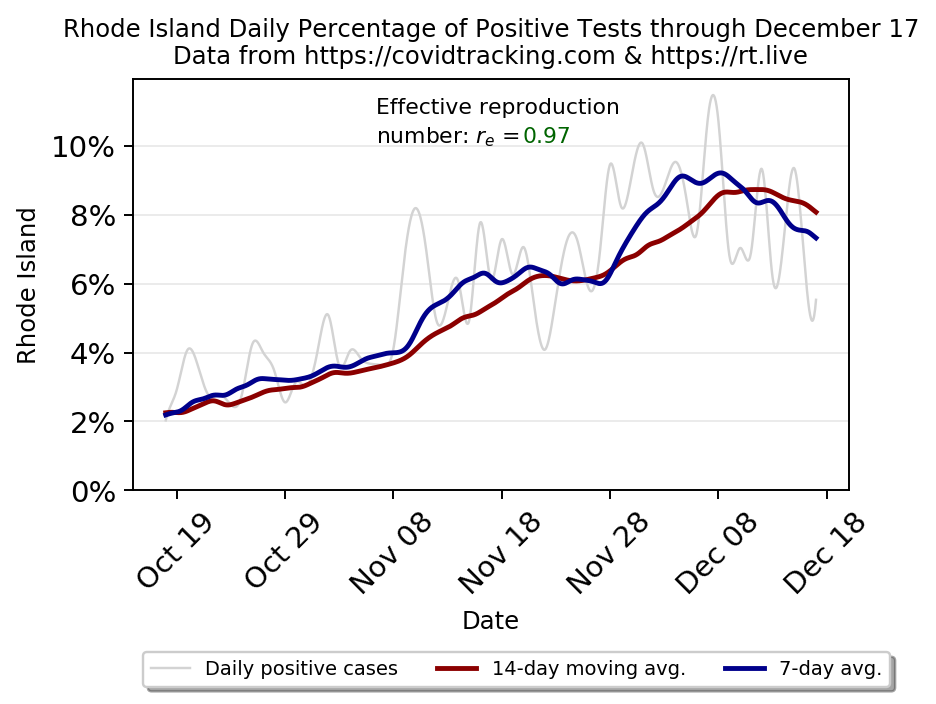 Rhode Island Daily Percentage of Positive Tests through December 17
Data from https://covidtracking.com & https://rt.live
Effective reproduction
number: rₑ = 0.97
Rhode Island
10%
8%
6%
4%
2%
0%
Oct 19
Oct 29
Nov 08
Nov 18
Nov 28
Dec 08
Dec 18
Date
Daily positive cases
14-day moving avg.
7-day avg.